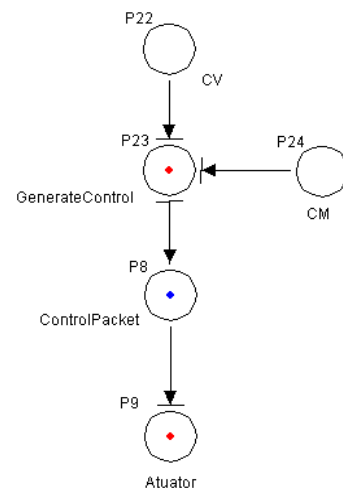 P22
CV
P23
P24
GenerateControl
CM
P8
ControlPacket
P9
Atuator